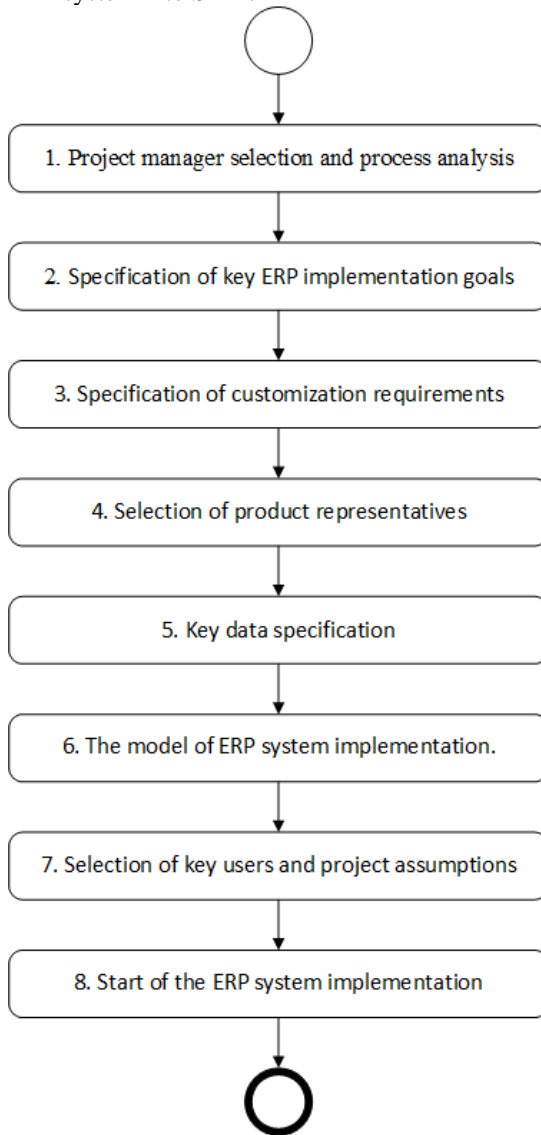 1. Project manager selection and process analysis
2. Specification of key ERP implementation goals
3. Specification of customization requirements
4. Selection of product representatives
5. Key data specification
6. The model of ERP system implementation.
7. Selection of key users and project assumptions
8. Start of the ERP system implementation